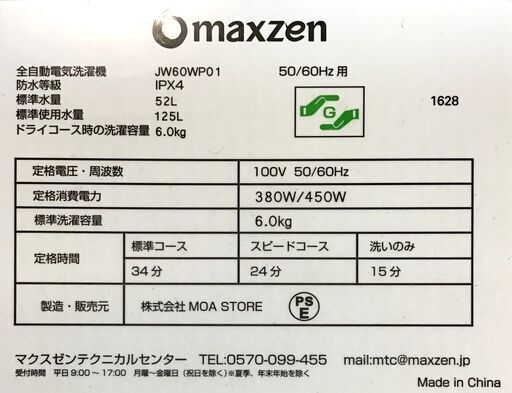 maxzen
全自動電気洗濯機 JW60WP01 50/60Hz用
防水等級 IPX4
標準水量 52L
標準使用水量 125L
ドライコース時の洗濯容量 6.0kg
G
1628
定格電圧・周波数 100V 50/60Hz
定格消費電力 380W/450W
標準洗濯容量 6.0kg
定格時間 標準コース スピードコース 洗いのみ
34分 24分 15分
製造・販売元 株式会社MOA STORE PS E
マクスゼンテクニカルセンター TEL:0570-099-455 mail:mtc@maxzen.jp
受付時間 平日9:00~17:00 月曜~金曜日(祝日を除く)※夏季、年末年始を除く
Made in China